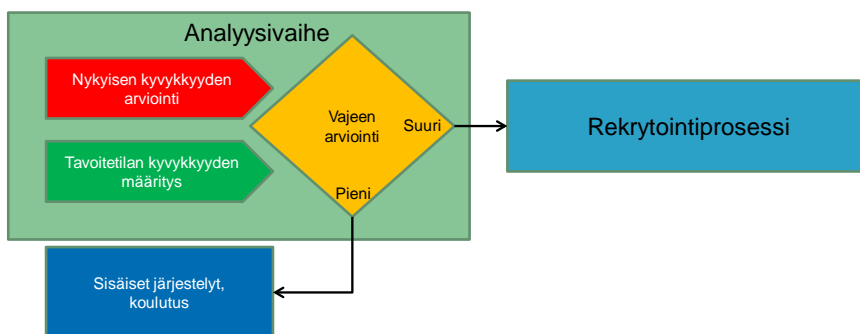 Analyysivaihe
Nykyisen kyvykkyyden
arviointi
Tavoitetilan kyvykkyyden
määritys
Vajeen
arviointi
Suuri
Pieni
Rekrytointiprosessi
Sisäiset järjestelyt,
koulutus